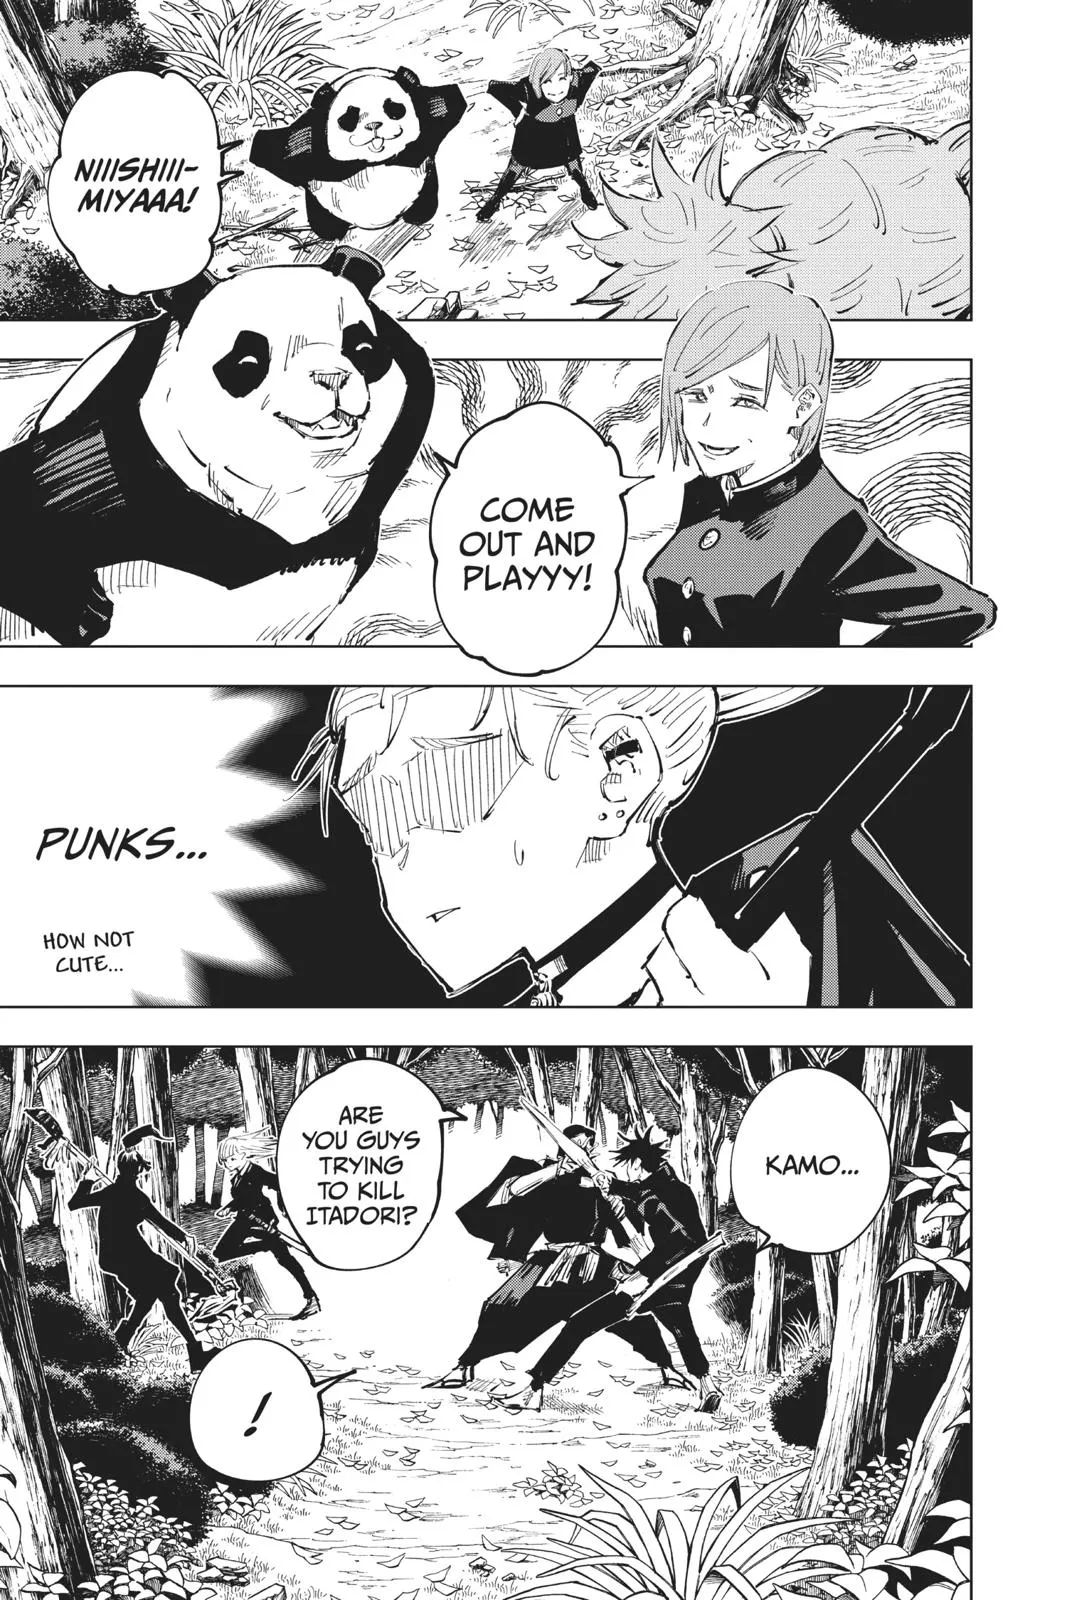 NIIISHIII-
MIYAAA!
COME
OUT AND
PLAYYY!
PUNKS...
HOW NOT
CUTE...
KAMO...
ARE
YOU GUYS
TRYING
TO KILL
ITADORI?
!